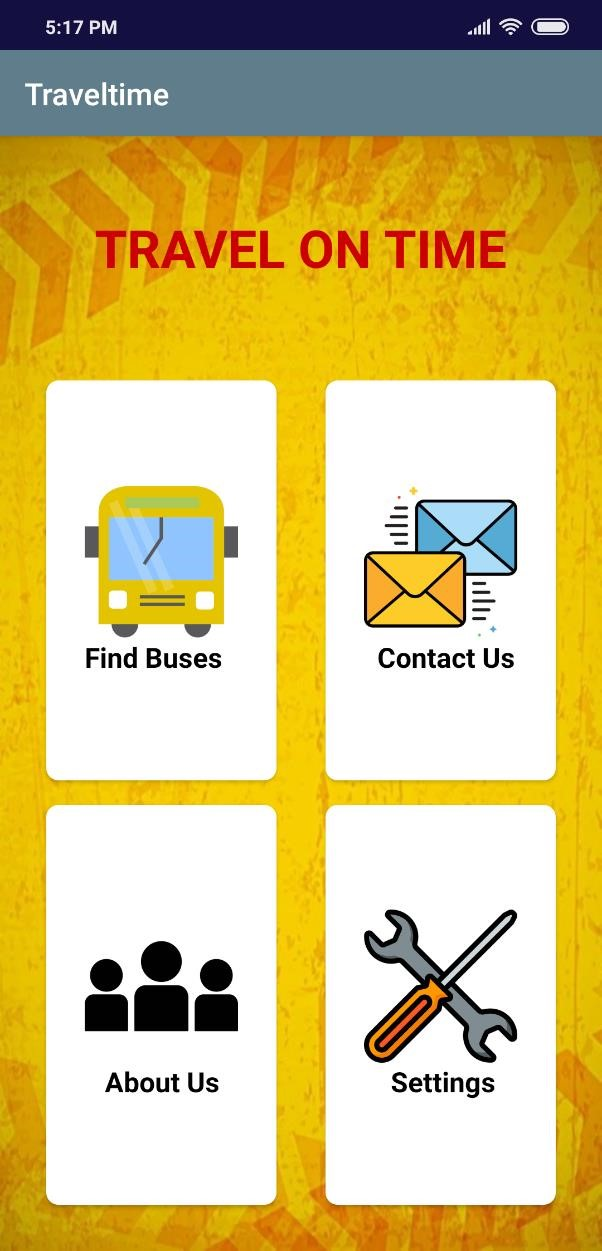 5:17 PM
Traveltime
TRAVEL ON TIME
Find Buses
Contact Us
About Us
Settings